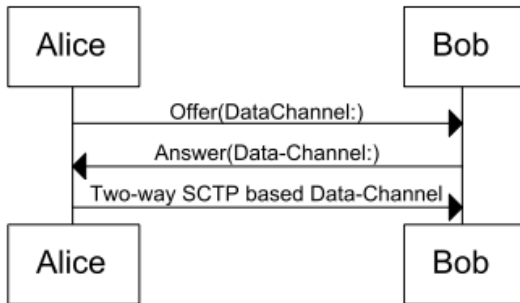 Alice
Bob
Offer(DataChannel:)
Answer(Data-Channel:)
Two-way SCTP based Data-Channel
Alice
Bob